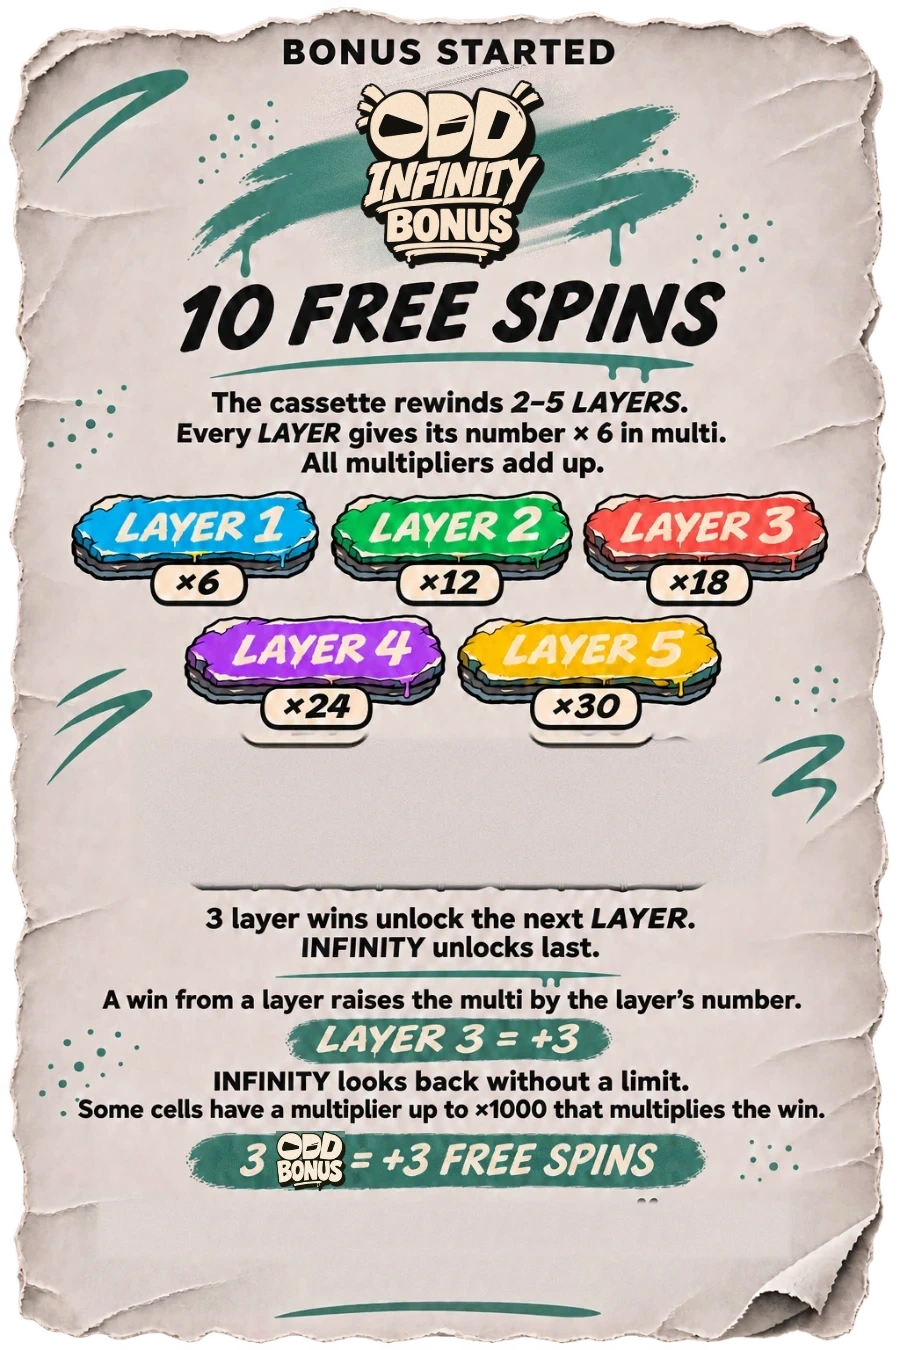 BONUS STARTED
ODD
INFINITY
BONUS
10 FREE SPINS
The cassette rewinds 2–5 LAYERS.
Every LAYER gives its number × 6 in multi.
All multipliers add up.
LAYER 1
×6
LAYER 2
×12
LAYER 3
×18
LAYER 4
×24
LAYER 5
×30
3 layer wins unlock the next LAYER.
INFINITY unlocks last.
A win from a layer raises the multi by the layer’s number.
LAYER 3 = +3
INFINITY looks back without a limit.
Some cells have a multiplier up to ×1000 that multiplies the win.
3 ODD BONUS = +3 FREE SPINS